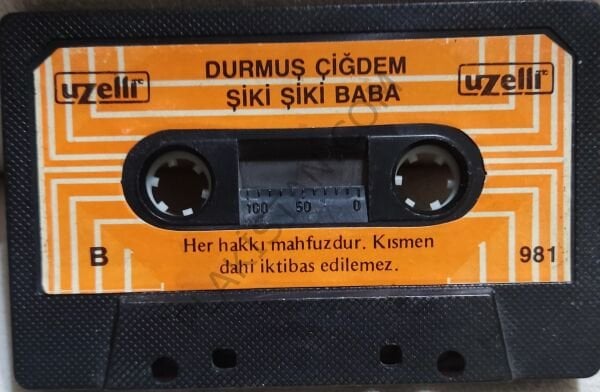 DURMUŞ ÇİĞDEM
ŞİKİ ŞİKİ BABA
uzelli
uzelli
100 50 0
Her hakkı mahfuzdur. Kısmen
dahi iktibas edilemez.
B
981